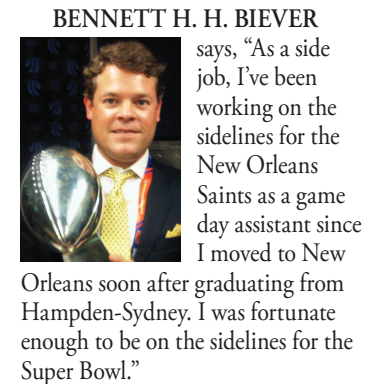 BENNETT H. H. BIEVER
says, “As a side
job, I’ve been
working on the
sidelines for the
New Orleans
Saints as a game
day assistant since
I moved to New
Orleans soon after graduating from
Hampden-Sydney. I was fortunate
enough to be on the sidelines for the
Super Bowl.”